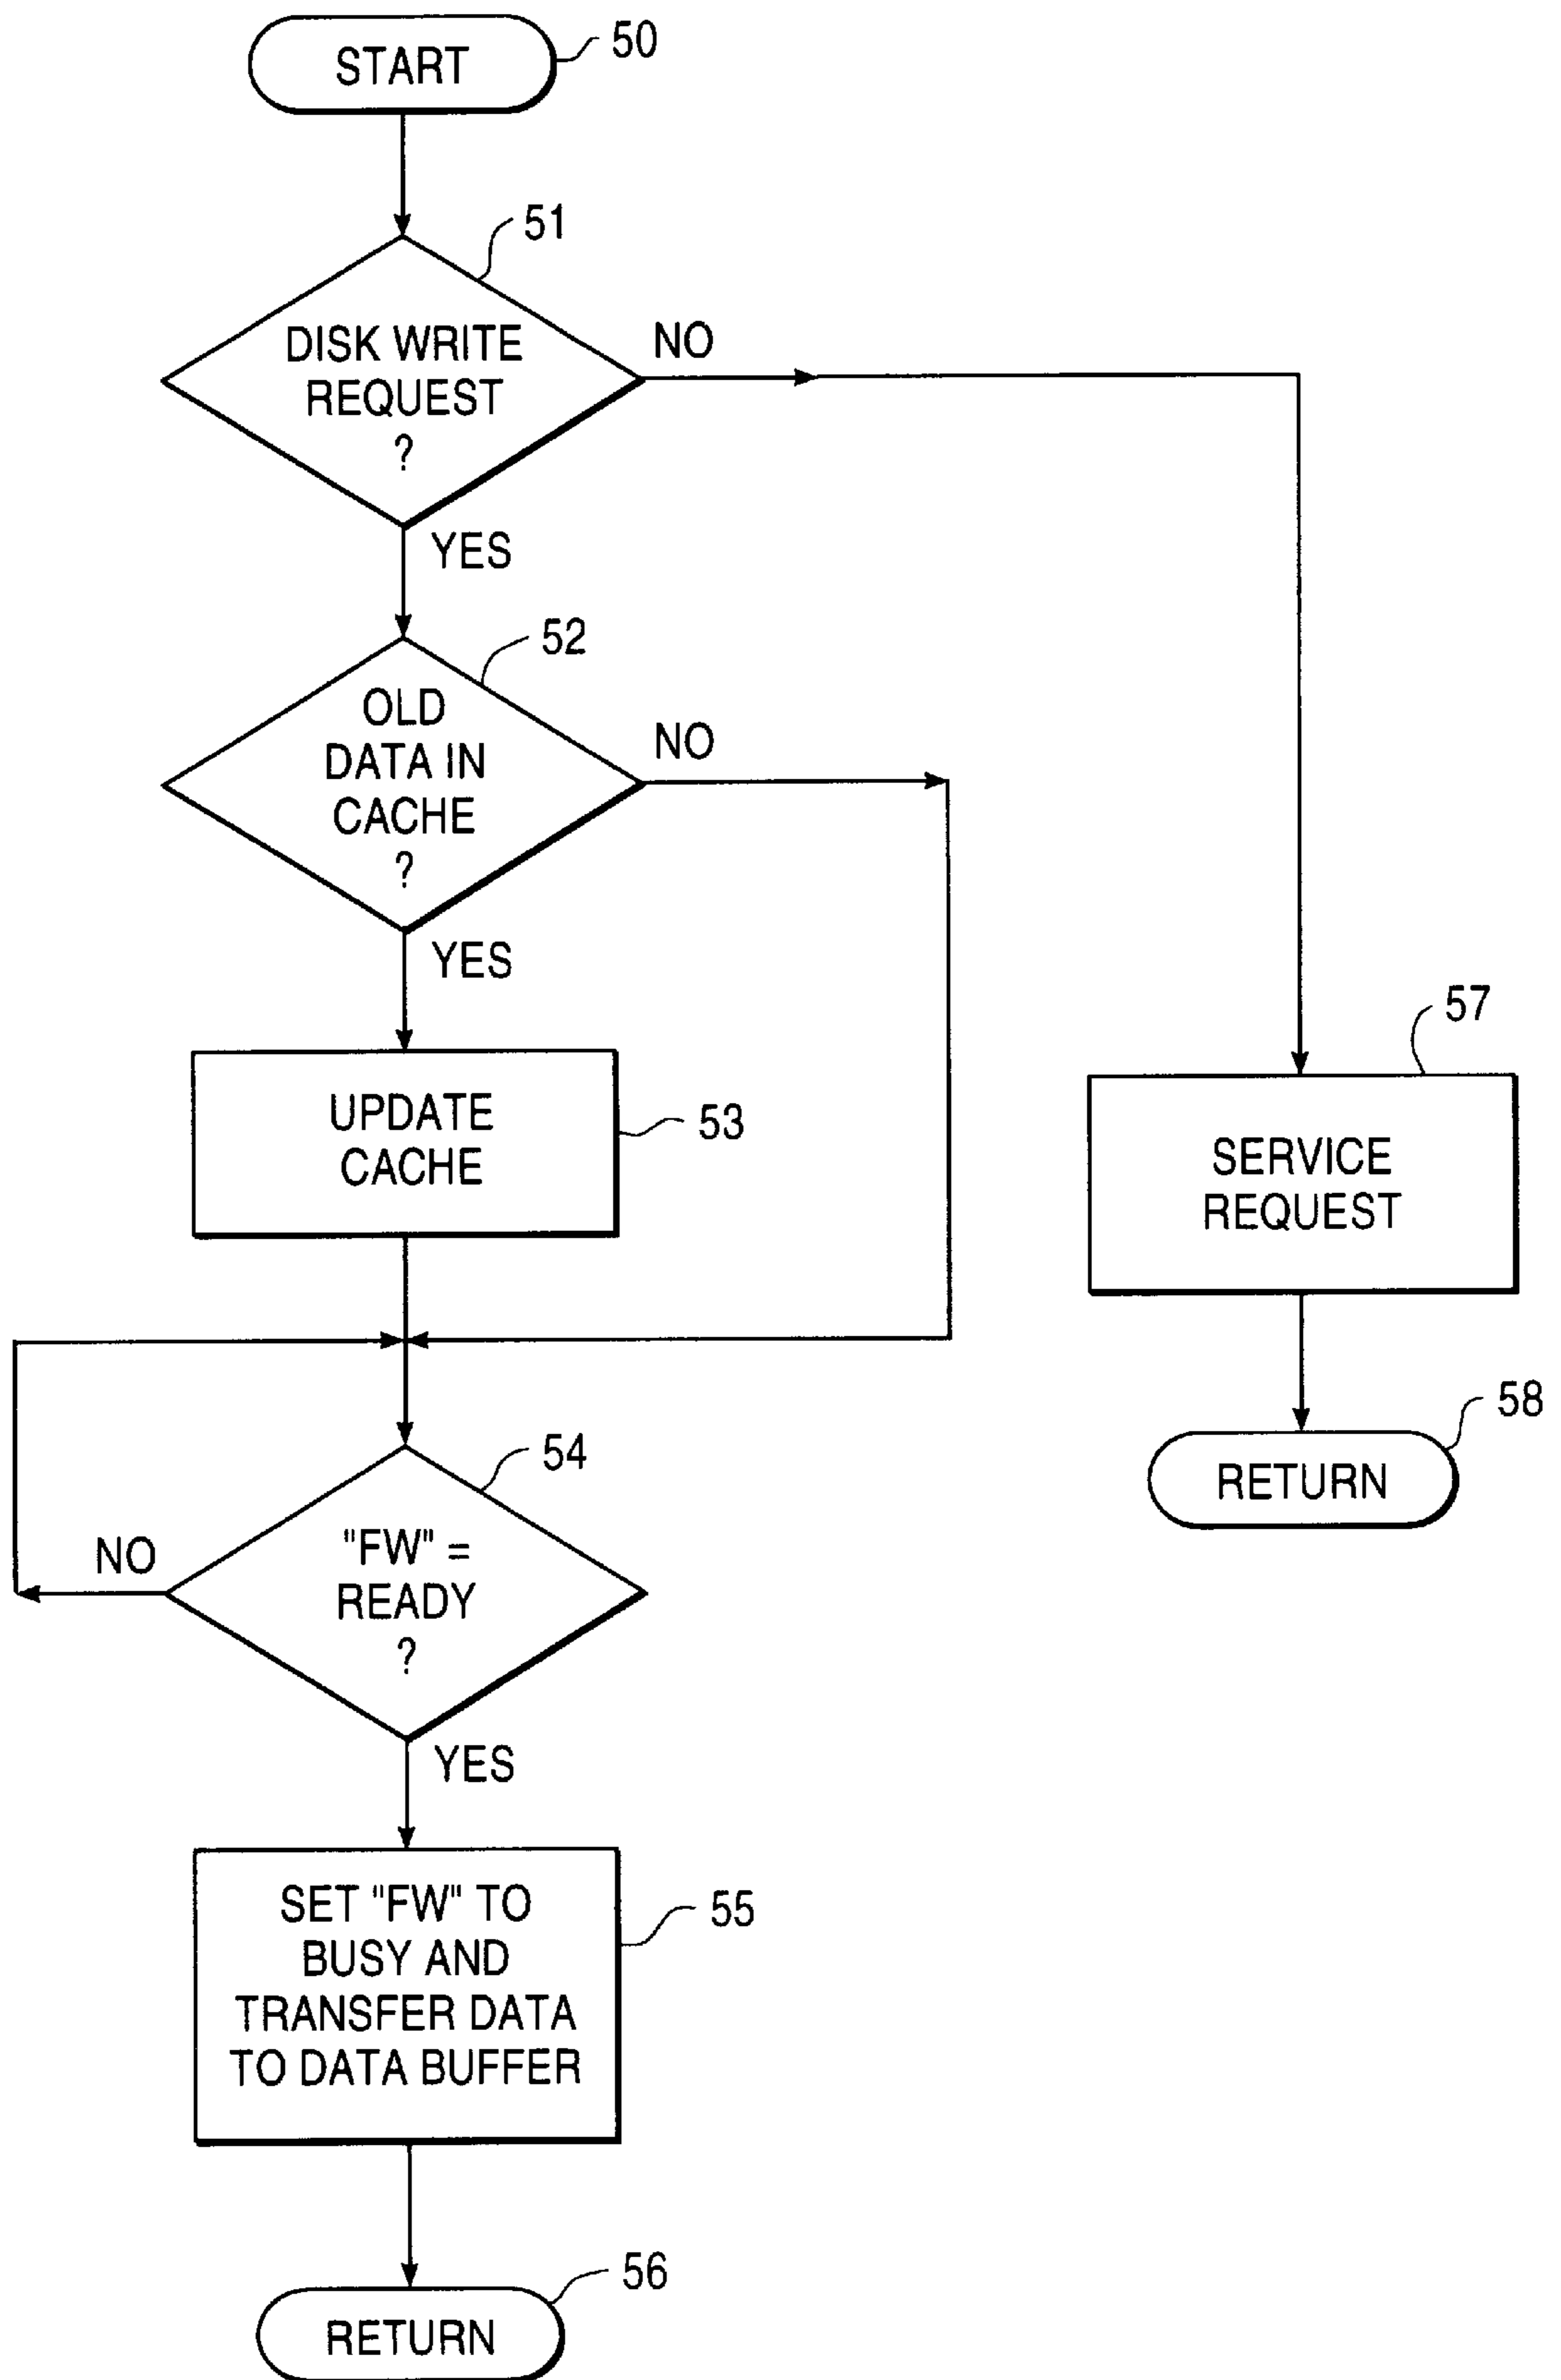 START
50
51
DISK WRITE
REQUEST
?
NO
YES
52
OLD
DATA IN
CACHE
?
NO
YES
UPDATE
CACHE
53
57
SERVICE
REQUEST
58
RETURN
54
"FW" =
READY
?
NO
YES
SET "FW" TO
BUSY AND
TRANSFER DATA
TO DATA BUFFER
55
56
RETURN